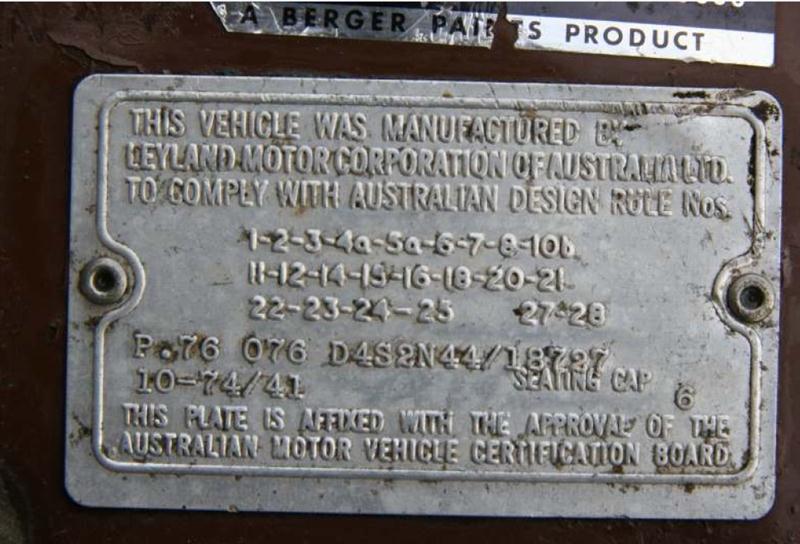 A BERGER PAINTS PRODUCT
THIS VEHICLE WAS MANUFACTURED BY
LEYLAND MOTOR CORPORATION OF AUSTRALIA LTD.
TO COMPLY WITH AUSTRALIAN DESIGN RULE Nos.
1-2-3-4a-5a-6-7-8-10b
11-12-14-15-16-18-20-21
22-23-24-25 27-28
P.76 076 D4S2N44/18727
10-74/41 SEATING CAP 6
THIS PLATE IS AFFIXED WITH THE APPROVAL OF THE
AUSTRALIAN MOTOR VEHICLE CERTIFICATION BOARD